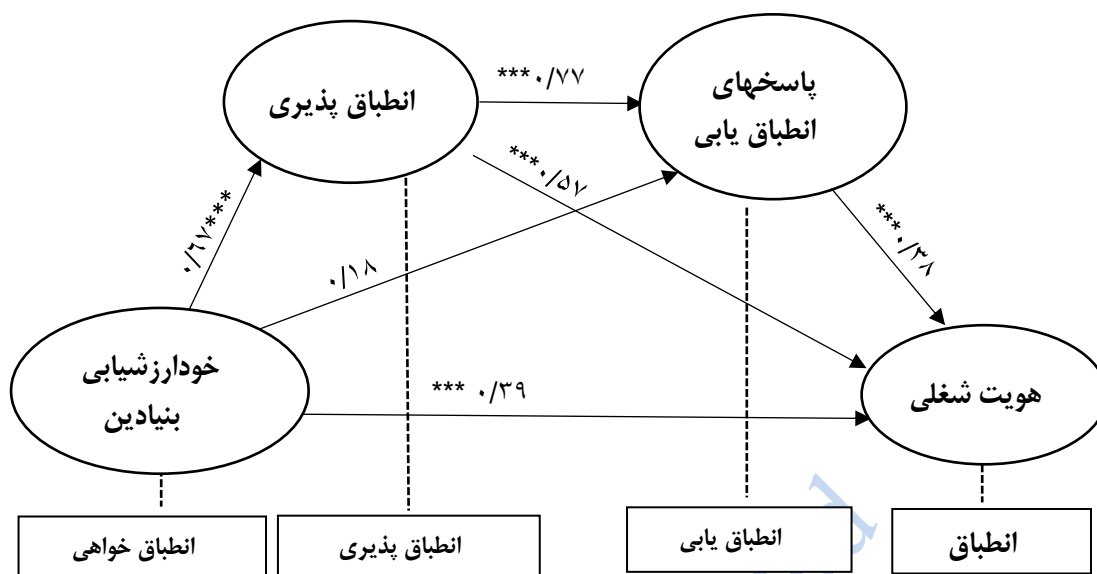 ***۰/۷۷
انطباق پذیری
پاسخهای
انطباق یابی
***۰/۵۷
۰/۶۷***
***۰/۳۸
۰/۱۸
خودارزشیابی
بنیادین
*** ۰/۳۹
هویت شغلی
انطباق خواهی
انطباق پذیری
انطباق یابی
انطباق